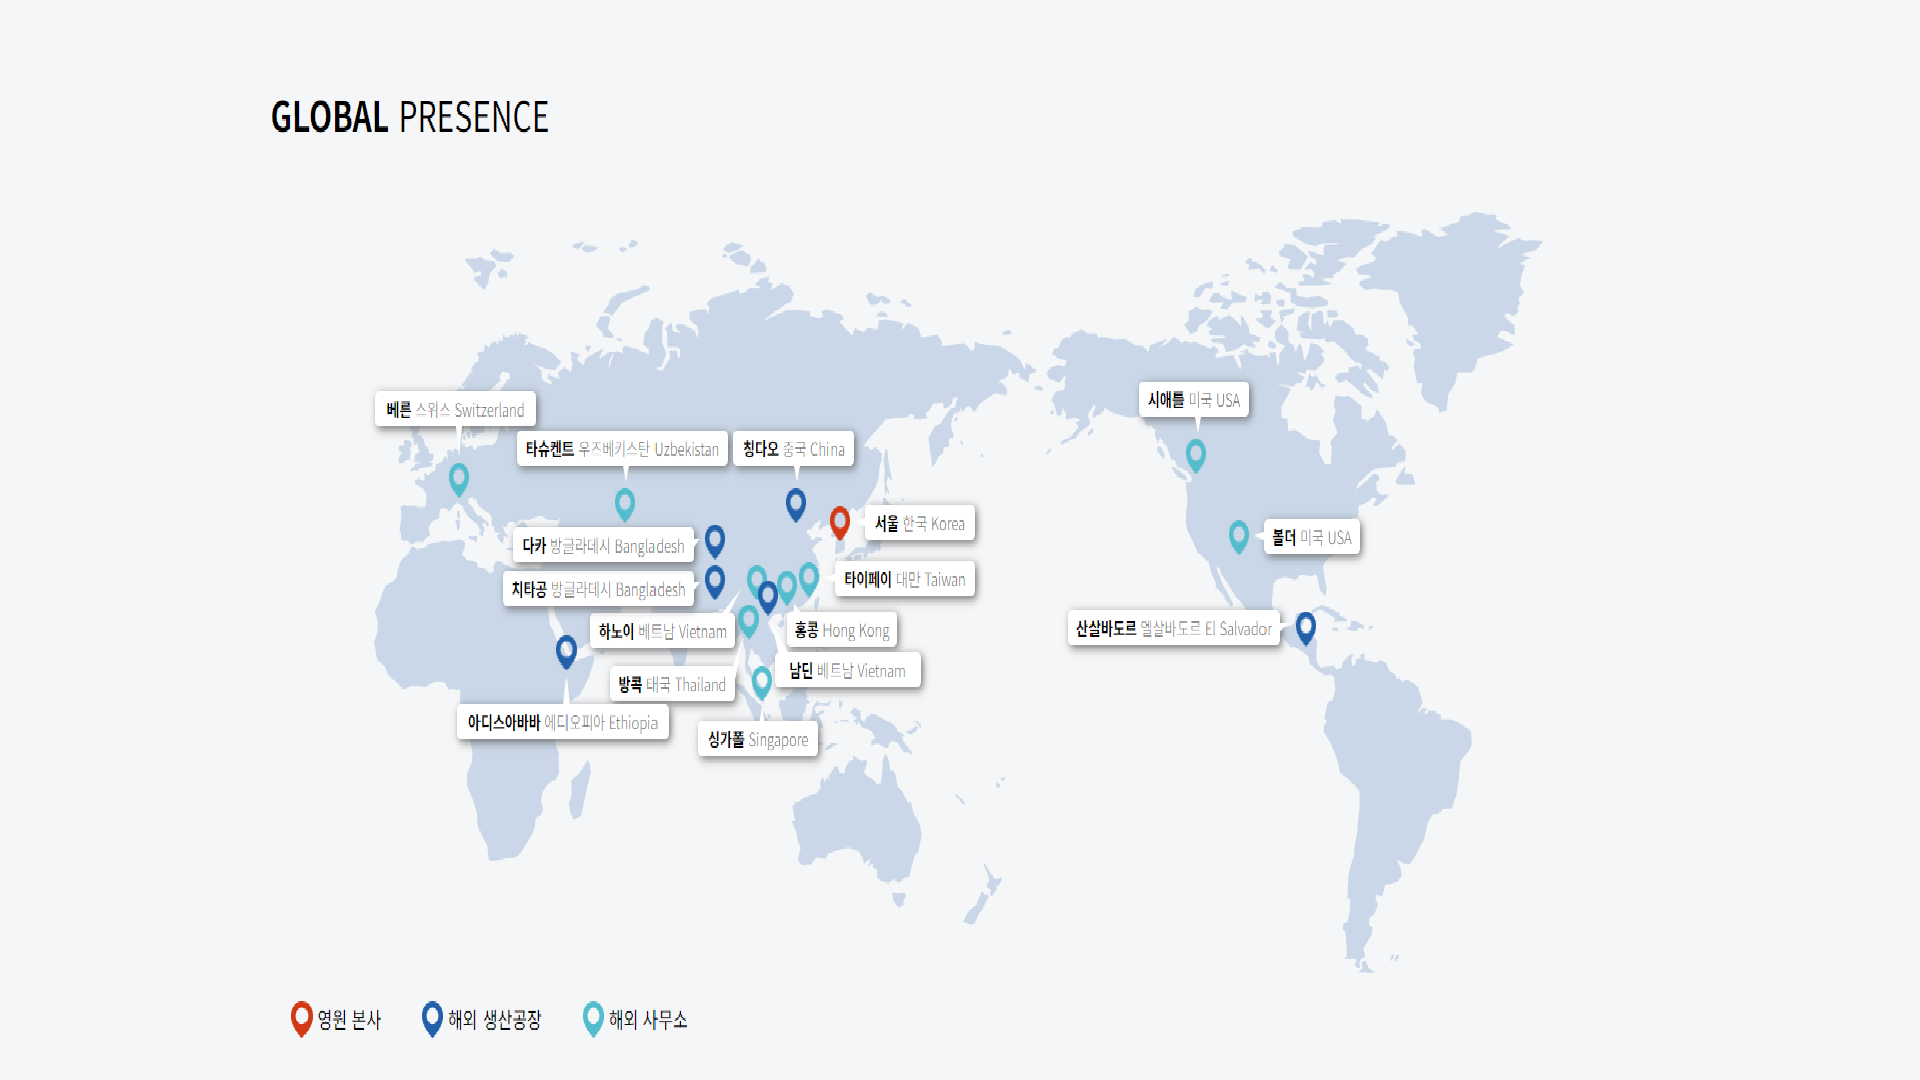 GLOBAL PRESENCE
베른 스위스 Switzerland
시애틀 미국 USA
타슈켄트 우즈베키스탄 Uzbekistan
칭다오 중국 China
서울 한국 Korea
볼더 미국 USA
다카 방글라데시 Bangladesh
타이페이 대만 Taiwan
치타공 방글라데시 Bangladesh
하노이 베트남 Vietnam
홍콩 Hong Kong
산살바도르 엘살바도르 El Salvador
남딘 베트남 Vietnam
방콕 태국 Thailand
아디스아바바 에디오피아 Ethiopia
싱가폴 Singapore
영원 본사
해외 생산공장
해외 사무소